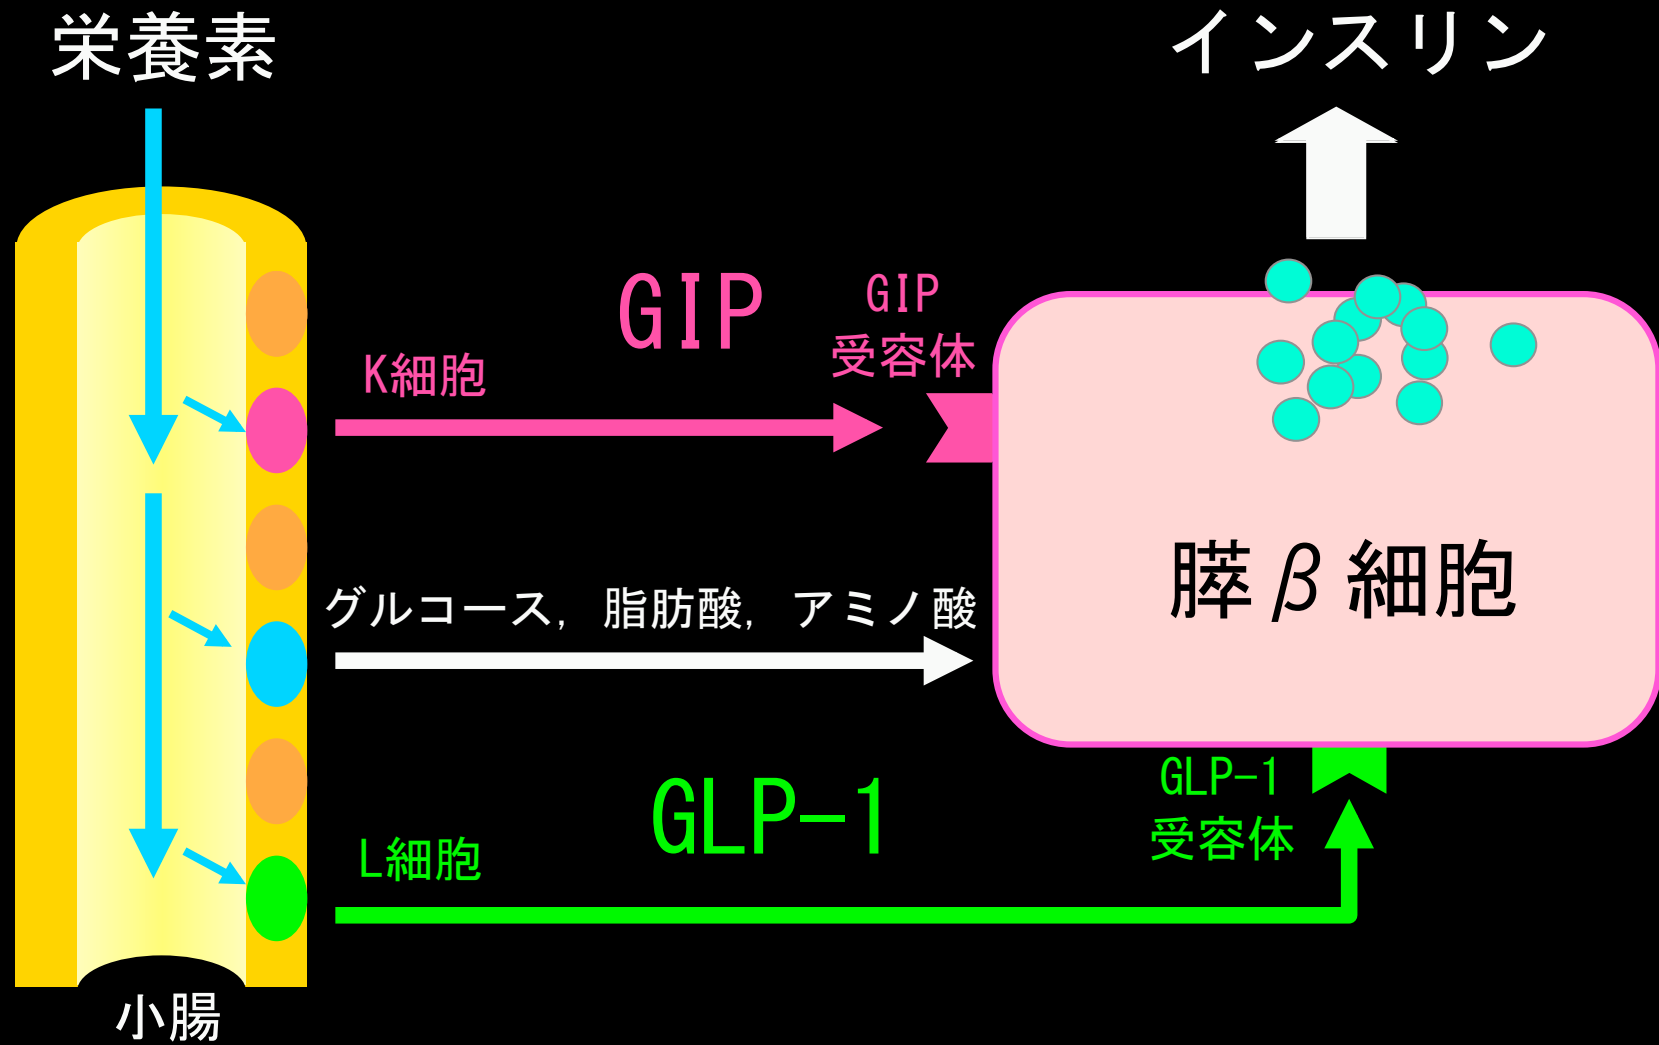 栄養素
インスリン
GIP
GIP
受容体
K細胞
グルコース, 脂肪酸, アミノ酸
膵β細胞
GLP-1
GLP-1
受容体
L細胞
小腸